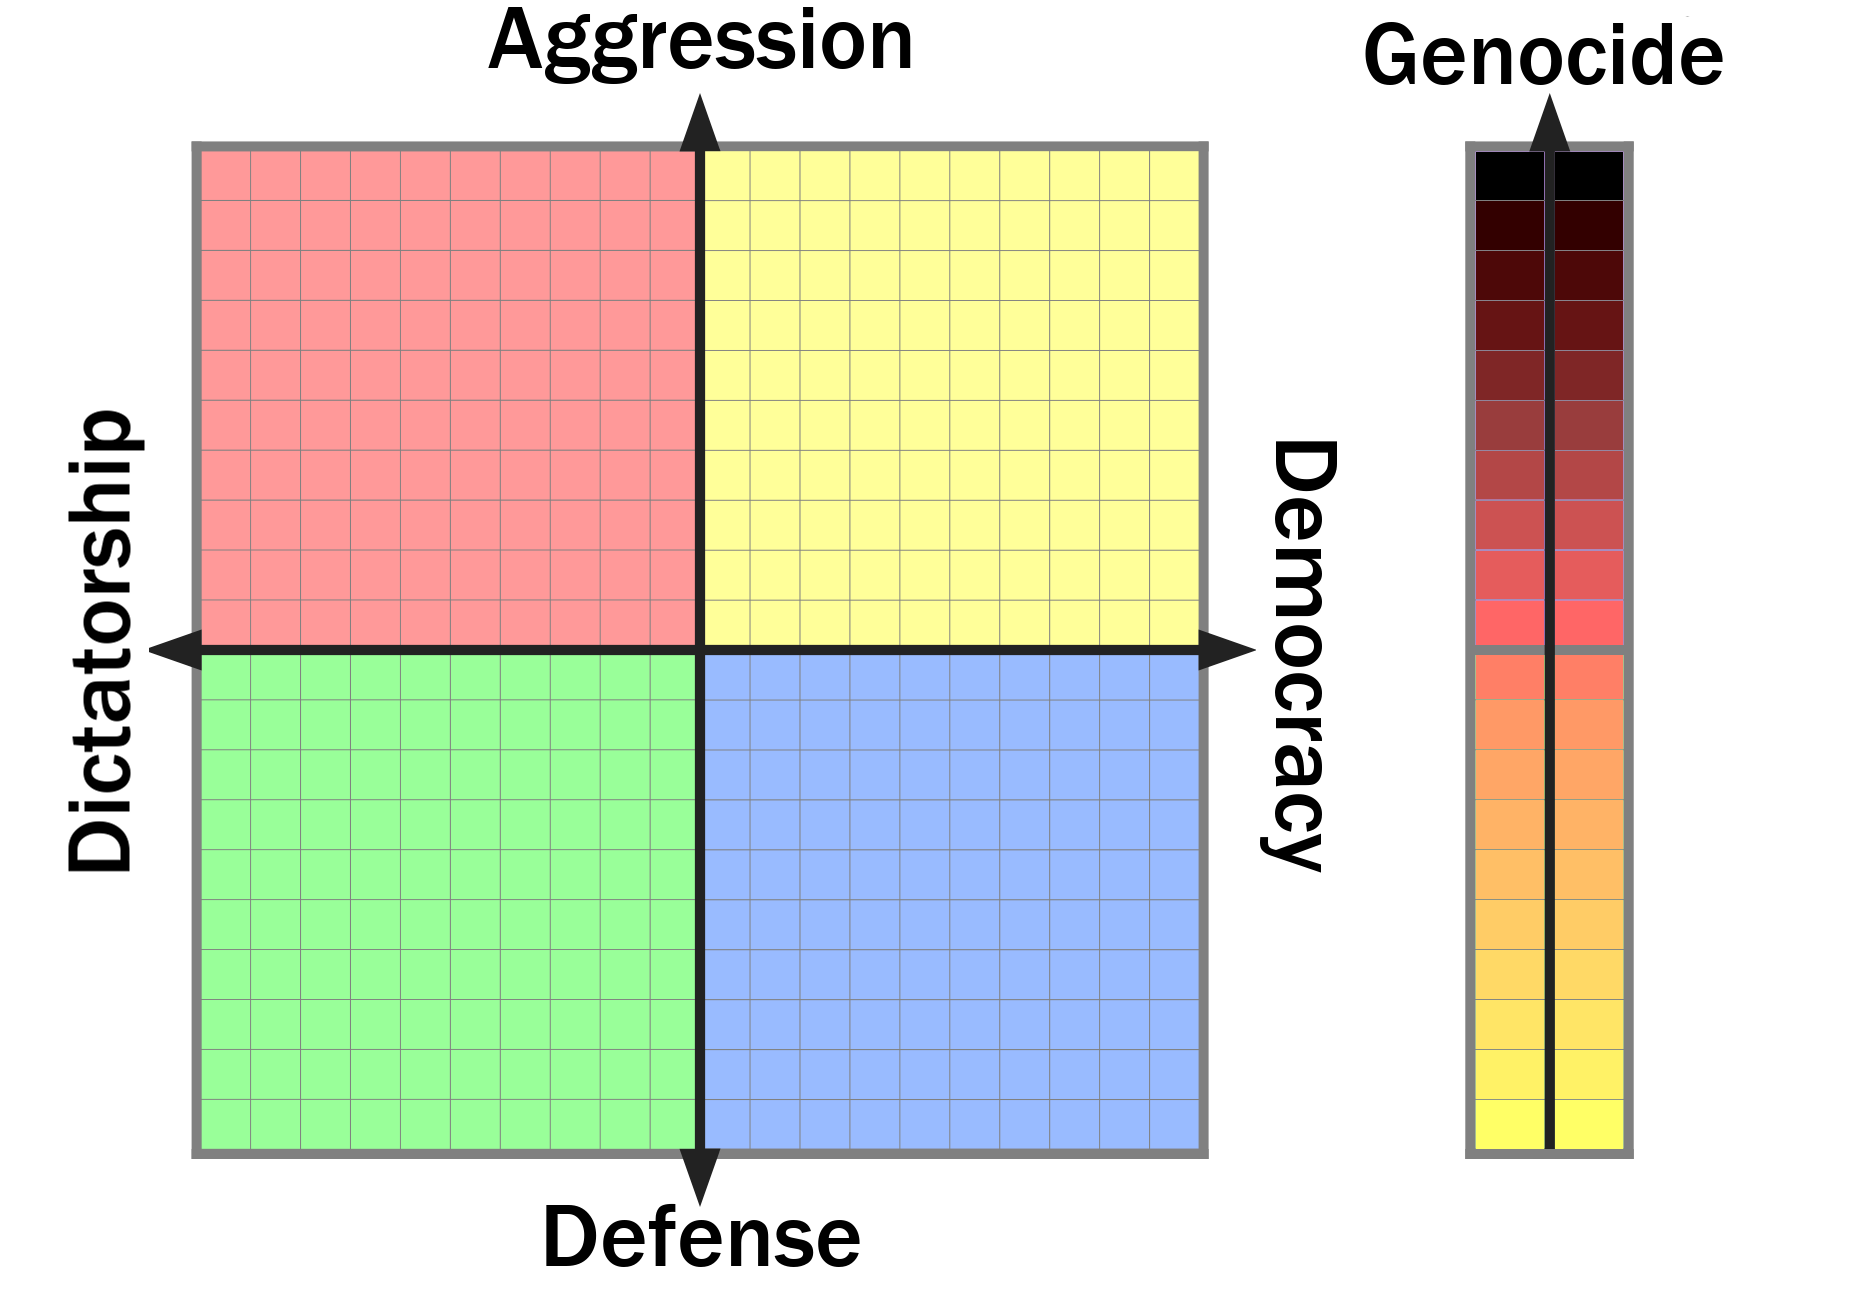 Aggression
Genocide
Dictatorship
Democracy
Defense